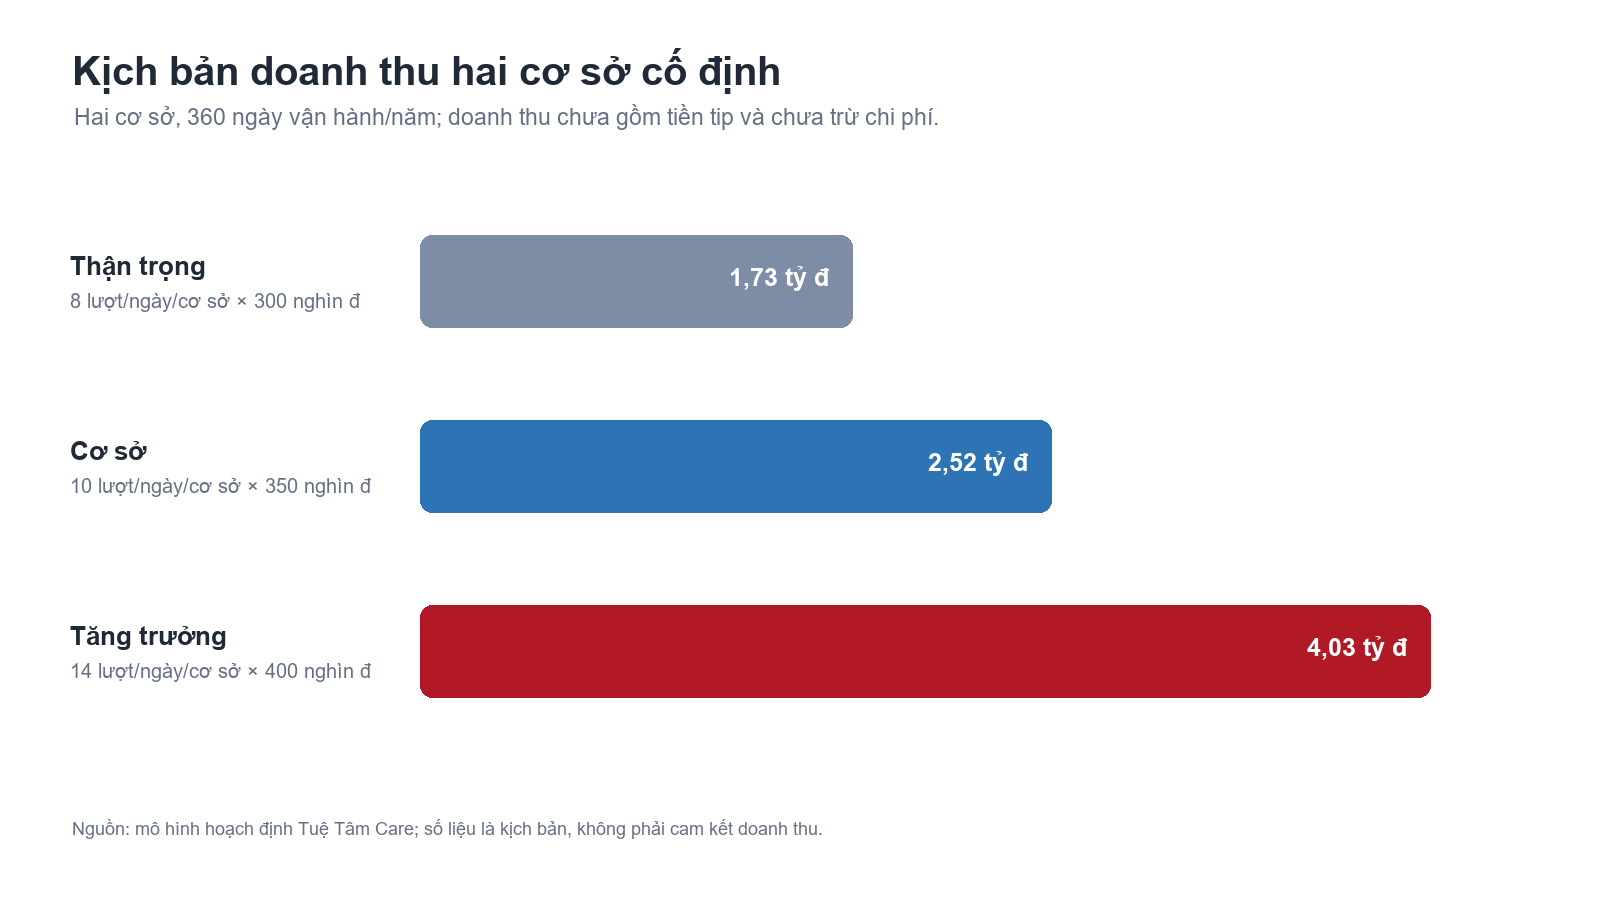 Kịch bản doanh thu hai cơ sở cố định
Hai cơ sở, 360 ngày vận hành/năm; doanh thu chưa gồm tiền tip và chưa trừ chi phí.
Thận trọng
8 lượt/ngày/cơ sở × 300 nghìn đ
1,73 tỷ đ
Cơ sở
10 lượt/ngày/cơ sở × 350 nghìn đ
2,52 tỷ đ
Tăng trưởng
14 lượt/ngày/cơ sở × 400 nghìn đ
4,03 tỷ đ
Nguồn: mô hình hoạch định Tuệ Tâm Care; số liệu là kịch bản, không phải cam kết doanh thu.